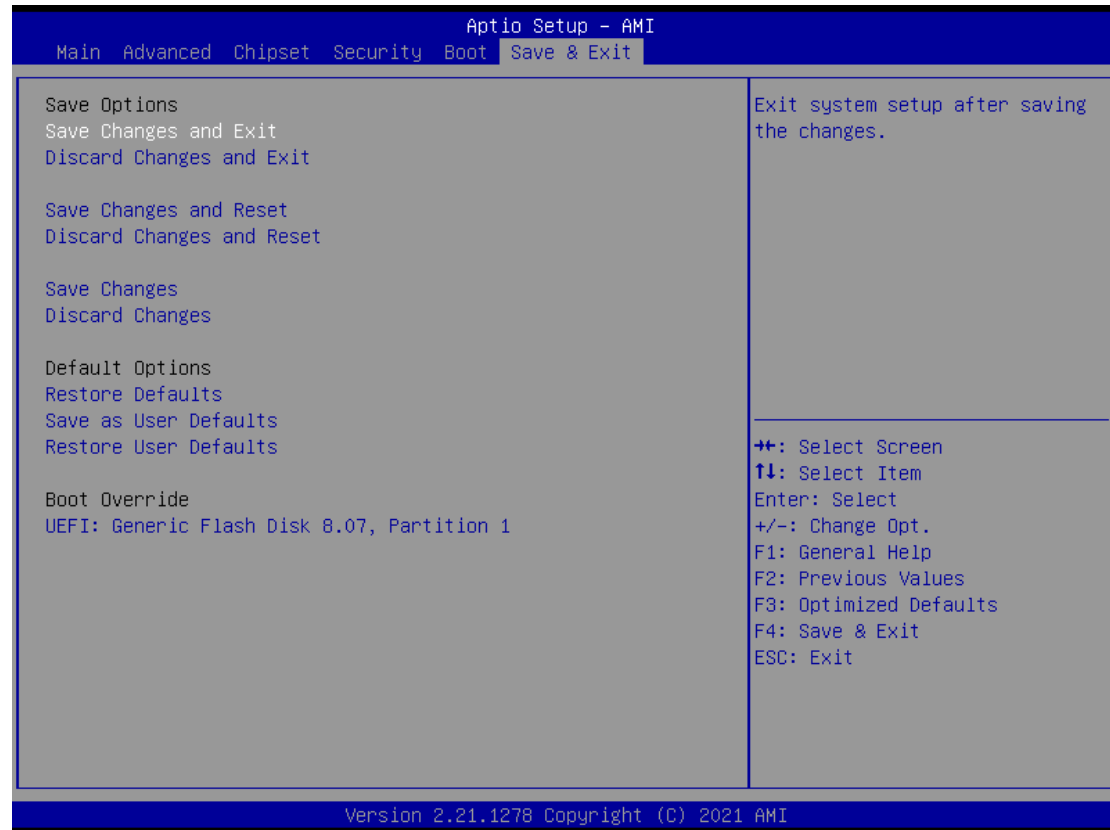 Aptio Setup – AMI
Main Advanced Chipset Security Boot Save & Exit
Save Options
Save Changes and Exit
Discard Changes and Exit
Save Changes and Reset
Discard Changes and Reset
Save Changes
Discard Changes
Default Options
Restore Defaults
Save as User Defaults
Restore User Defaults
Boot Override
UEFI: Generic Flash Disk 8.07, Partition 1
Exit system setup after saving
the changes.
→←: Select Screen
↑↓: Select Item
Enter: Select
+/-: Change Opt.
F1: General Help
F2: Previous Values
F3: Optimized Defaults
F4: Save & Exit
ESC: Exit
Version 2.21.1278 Copyright (C) 2021 AMI